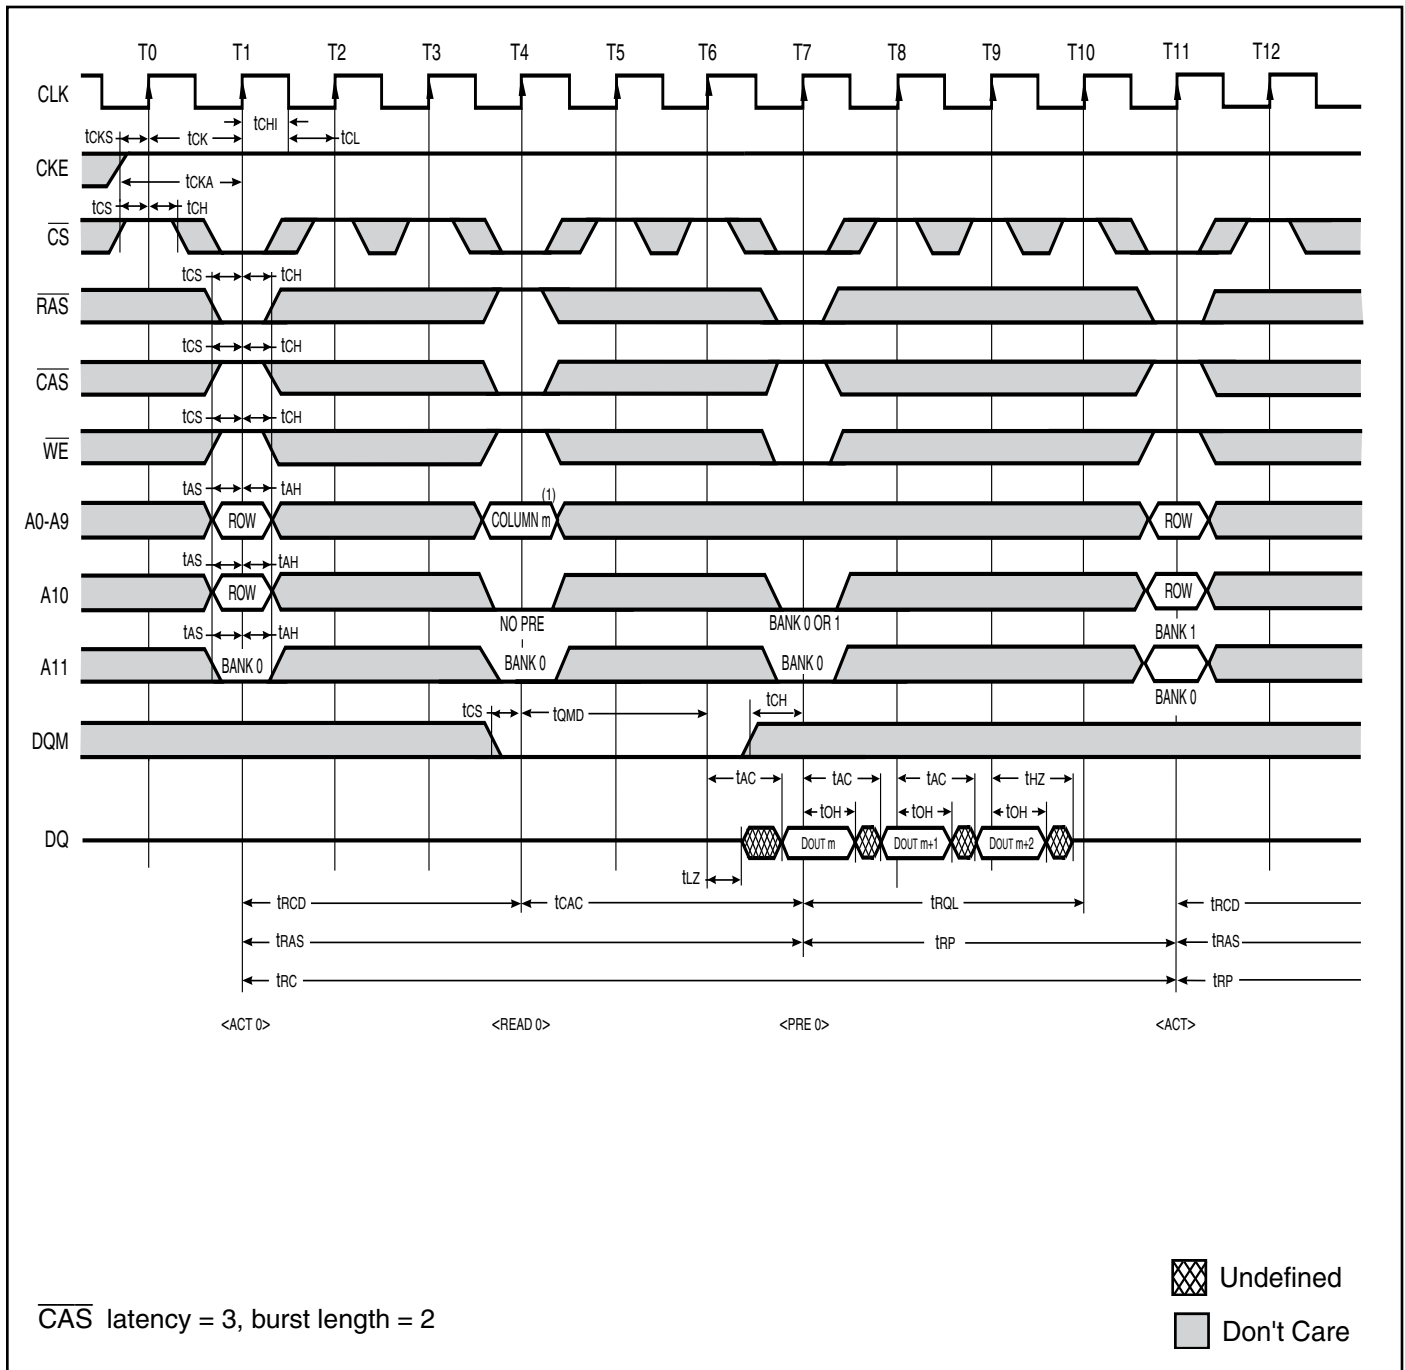 T0 T1 T2 T3 T4 T5 T6 T7 T8 T9 T10 T11 T12
CLK
tCHI
tCKS tCK tCL
CKE
tCKA
tCS tCH
CS
tCS tCH
RAS
tCS tCH
CAS
tCS tCH
WE
tAS tAH
(1)
A0-A9 ROW COLUMN m ROW
tAS tAH
A10 ROW ROW
NO PRE BANK 0 OR 1
tAS tAH BANK 1
A11 BANK 0 BANK 0 BANK 0
BANK 0
tCS tQMD tCH
DQM
tAC tAC tAC tHZ
tOH tOH tOH
DQ DOUT m DOUT m+1 DOUT m+2
tLZ
tRCD tCAC tRQL tRCD
tRAS tRP tRAS
tRC tRP
<ACT 0> <READ 0> <PRE 0> <ACT>
Undefined
CAS latency = 3, burst length = 2
Don't Care